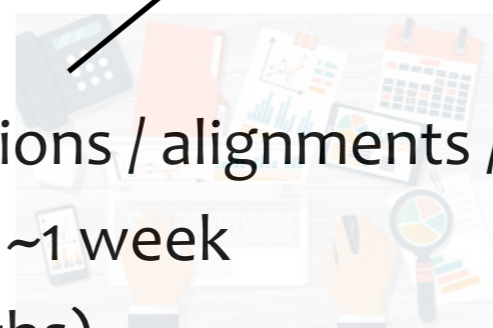 ions / alignments /
~1 week